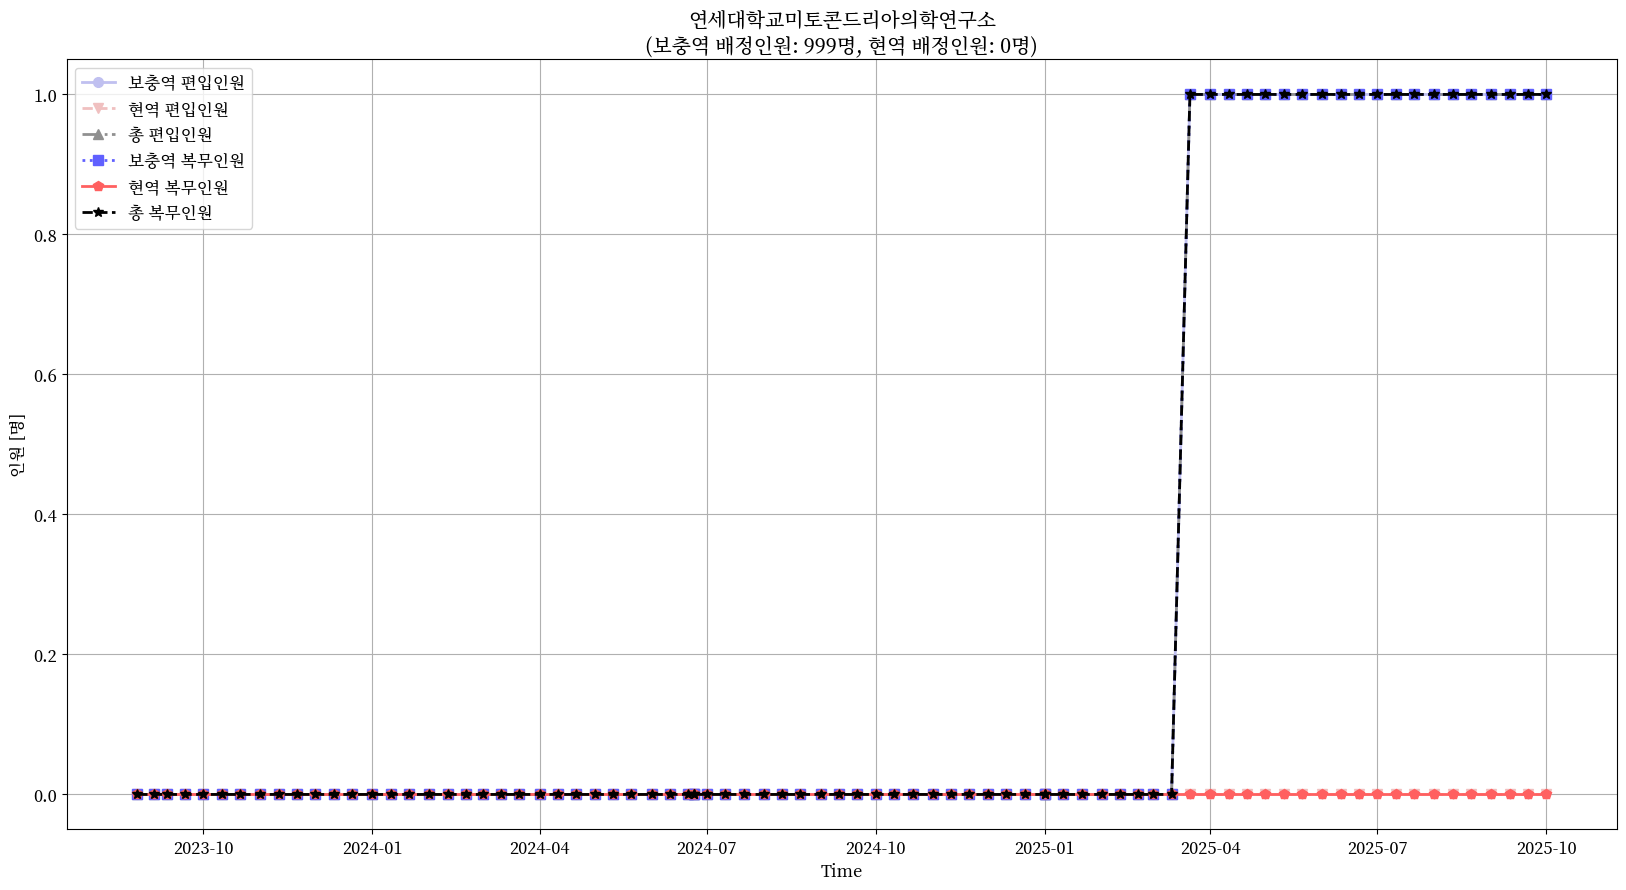 연세대학교미토콘드리아의학연구소
(보충역 배정인원: 999명, 현역 배정인원: 0명)
보충역 편입인원
현역 편입인원
총 편입인원
보충역 복무인원
현역 복무인원
총 복무인원
1.0
0.8
0.6
0.4
0.2
0.0
인원 [명]
2023-10
2024-01
2024-04
2024-07
2024-10
2025-01
2025-04
2025-07
2025-10
Time